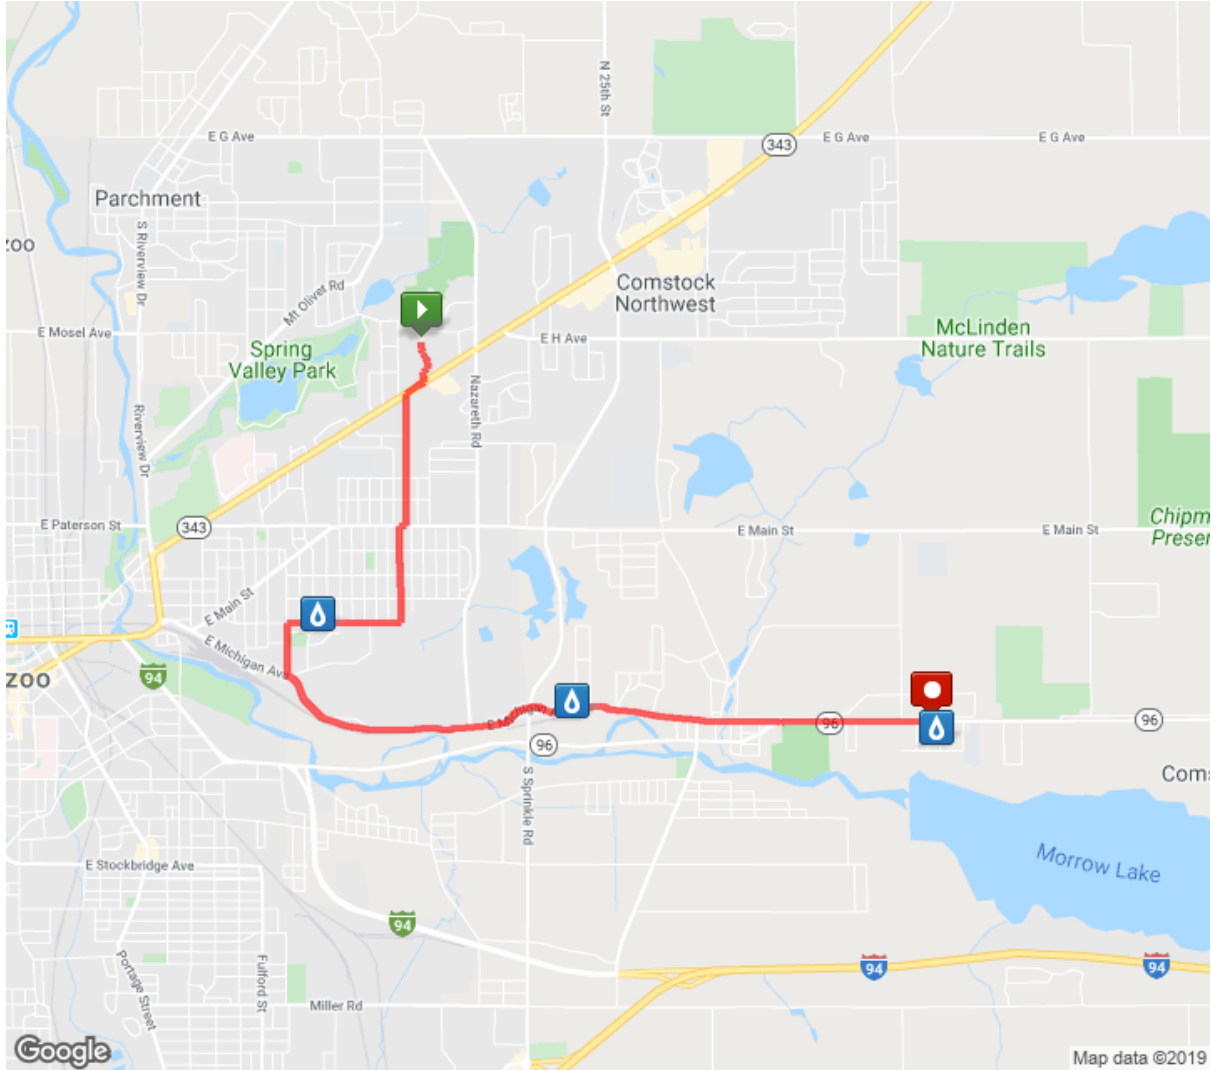 N 25th St
E G Ave
E G Ave
E G Ave
343
Parchment
S Riverview Dr
zoo
Comstock
Northwest
Mt Olivet Rd
E Mosel Ave
E H Ave
McLinden
Nature Trails
Spring
Valley Park
Nazareth Rd
Riverview Dr
E Paterson St
343
E Main St
E Main St
Chipm
Preser
E Main St
E Michigan Ave
94
zoo
E Michigan
96
96
96
Coms
S Sprinkle Rd
E Stockbridge Ave
Morrow Lake
94
Portage Street
Fulford St
94
94
Miller Rd
Google
Map data ©2019